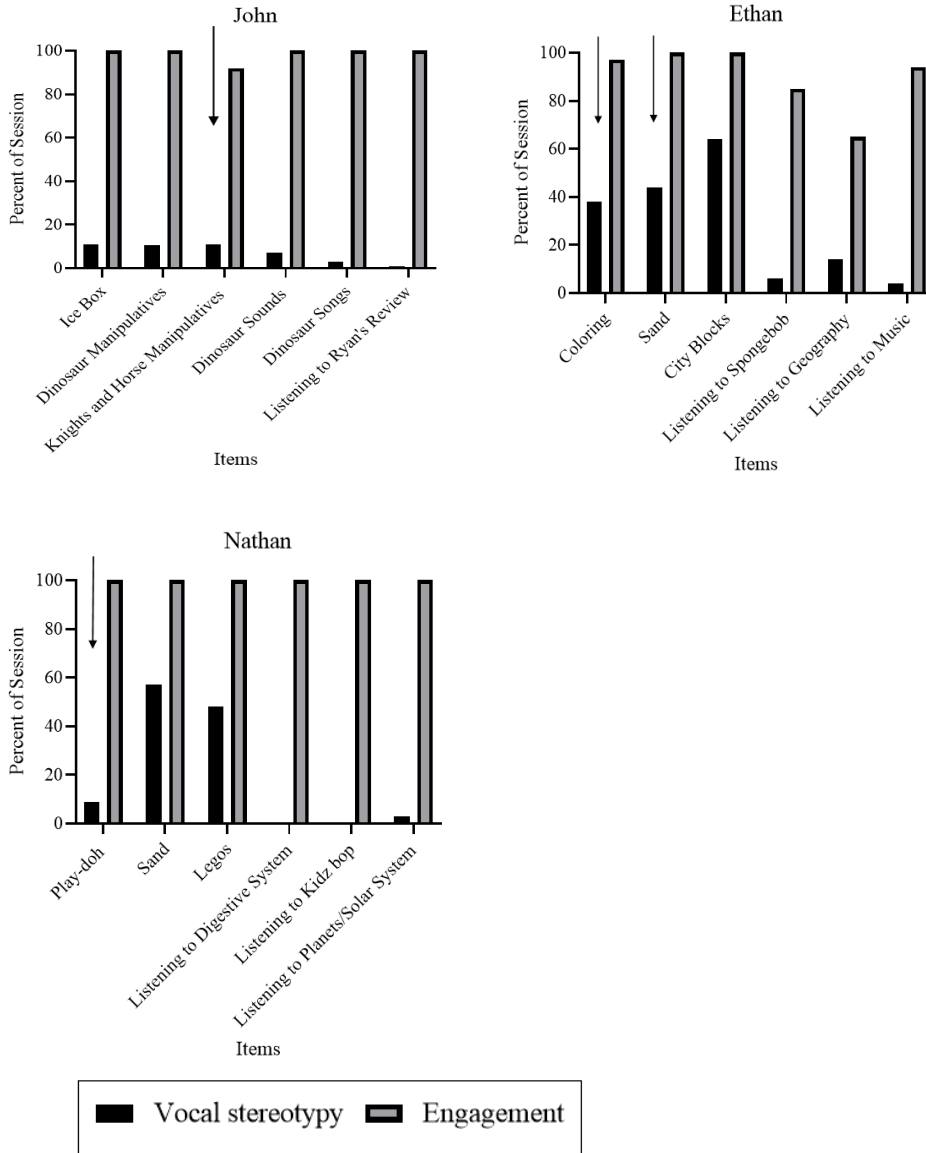 John
Percent of Session
100
80
60
40
20
0
Ice Box
Dinosaur Manipulatives
Knights and Horse Manipulatives
Dinosaur Sounds
Dinosaur Songs
Listening to Ryan's Review
Items
Ethan
Percent of Session
100
80
60
40
20
0
Coloring
Sand
City Blocks
Listening to Spongebob
Listening to Geography
Listening to Music
Items
Nathan
Percent of Session
100
80
60
40
20
0
Play-doh
Sand
Legos
Listening to Digestive System
Listening to Kidz bop
Listening to Planets/Solar System
Items
Vocal stereotypy
Engagement